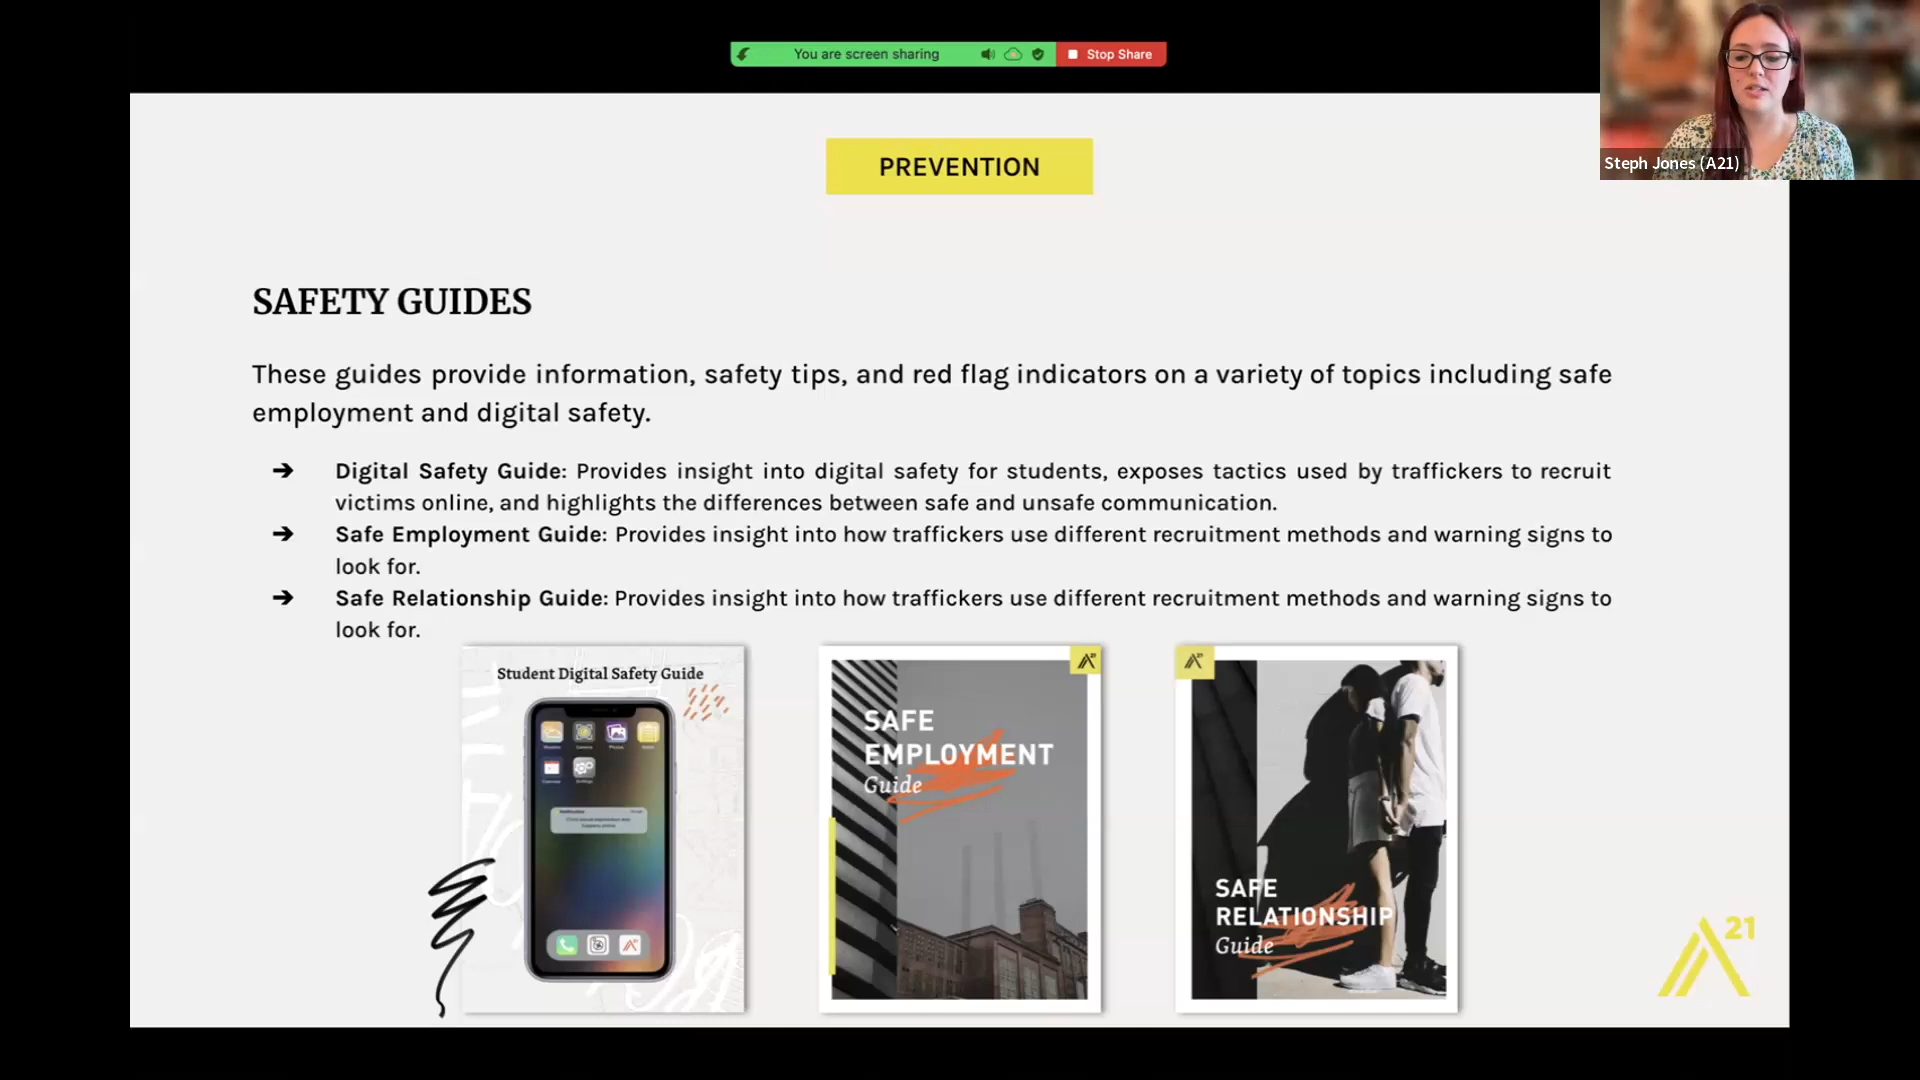 You are screen sharing
Stop Share
Steph Jones (A21)
PREVENTION
SAFETY GUIDES
These guides provide information, safety tips, and red flag indicators on a variety of topics including safe
employment and digital safety.
➔ Digital Safety Guide: Provides insight into digital safety for students, exposes tactics used by traffickers to recruit
victims online, and highlights the differences between safe and unsafe communication.
➔ Safe Employment Guide: Provides insight into how traffickers use different recruitment methods and warning signs to
look for.
➔ Safe Relationship Guide: Provides insight into how traffickers use different recruitment methods and warning signs to
look for.
Student Digital Safety Guide
SAFE
EMPLOYMENT
Guide
SAFE
RELATIONSHIP
Guide
A21